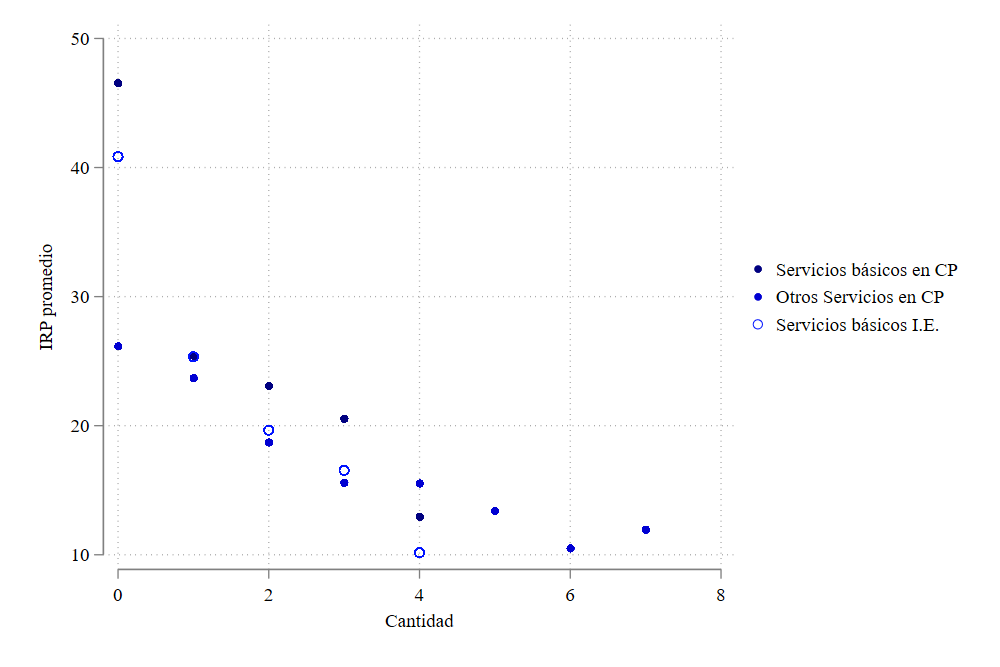 50
40
30
20
10
IRP promedio
0 2 4 6 8
Cantidad
Servicios básicos en CP
Otros Servicios en CP
Servicios básicos I.E.